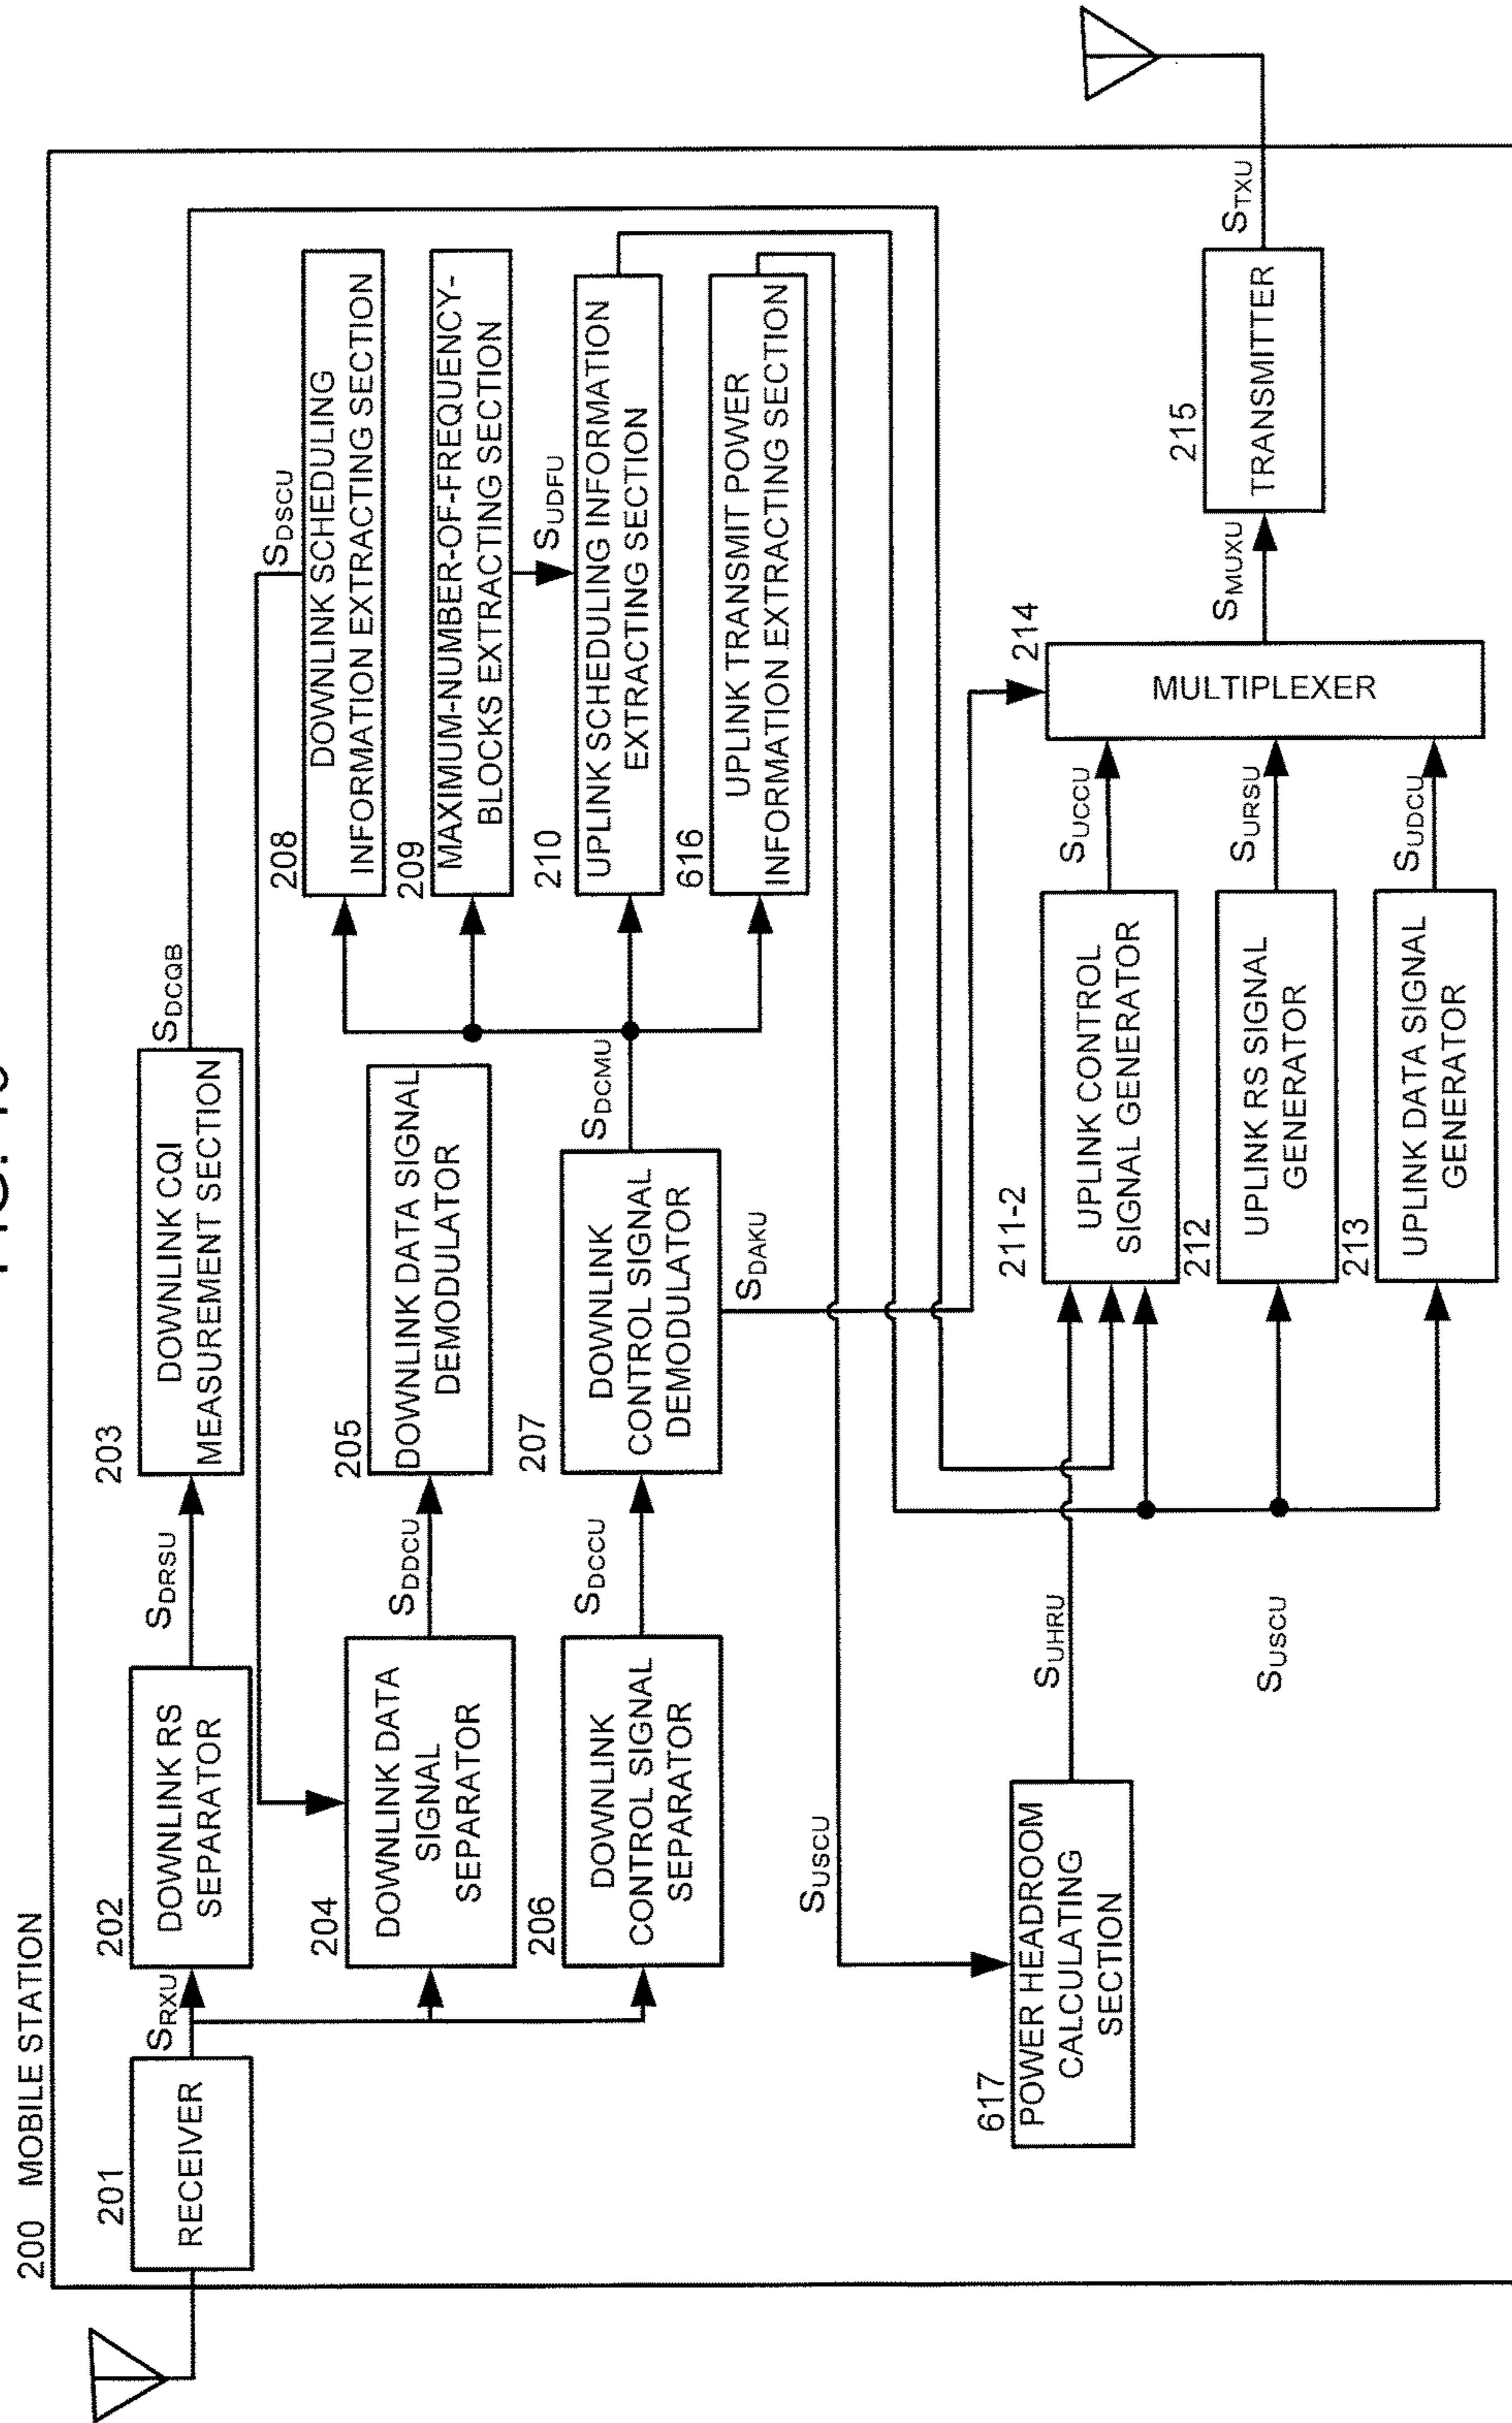 200 MOBILE STATION
201
RECEIVER
SRXU
202
DOWNLINK RS
SEPARATOR
SDRSU
203
DOWNLINK CQI
MEASUREMENT SECTION
SDCQB
204
DOWNLINK DATA
SIGNAL
SEPARATOR
SDDCU
205
DOWNLINK DATA SIGNAL
DEMODULATOR
206
DOWNLINK
CONTROL SIGNAL
SEPARATOR
SDCCU
207
DOWNLINK
CONTROL SIGNAL
DEMODULATOR
SDCMU
SDAKU
SDSCU
208
DOWNLINK SCHEDULING
INFORMATION EXTRACTING SECTION
209
MAXIMUM-NUMBER-OF-FREQUENCY-
BLOCKS EXTRACTING SECTION
SUDFU
210
UPLINK SCHEDULING INFORMATION
EXTRACTING SECTION
616
UPLINK TRANSMIT POWER
INFORMATION EXTRACTING SECTION
SUSCU
617
POWER HEADROOM
CALCULATING
SECTION
SUHRU
SUSCU
211-2
UPLINK CONTROL
SIGNAL GENERATOR
SUCCU
212
UPLINK RS SIGNAL
GENERATOR
SURSU
213
UPLINK DATA SIGNAL
GENERATOR
SUDCU
214
MULTIPLEXER
SMUXU
215
TRANSMITTER
STXU